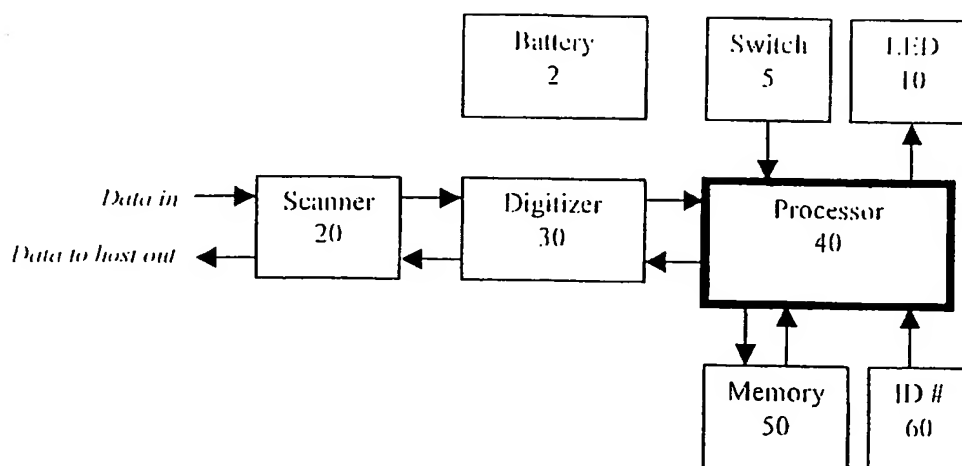 Battery
2
Switch
5
LED
10
Data in
Scanner
20
Digitizer
30
Processor
40
Data to host out
Memory
50
ID #
60